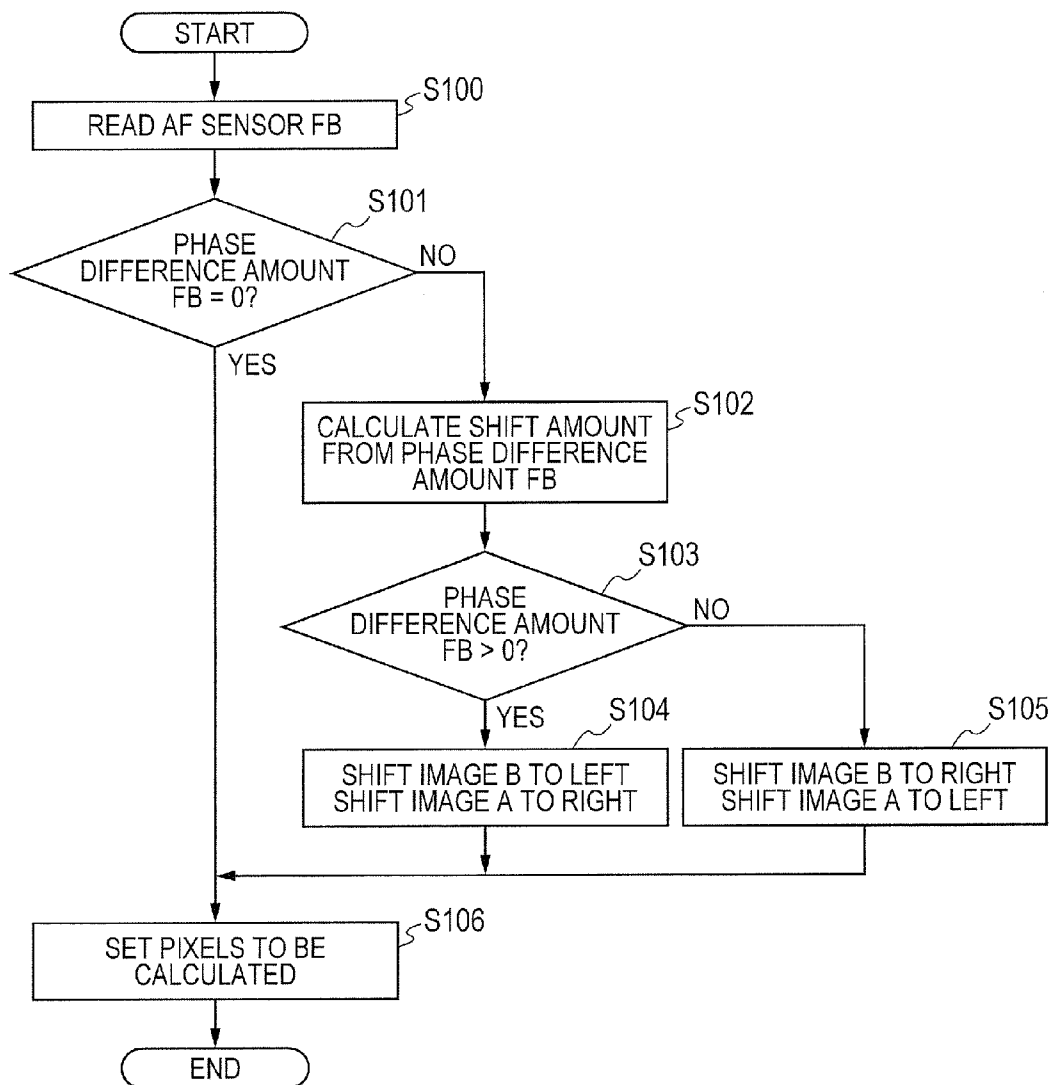 START
S100
READ AF SENSOR FB
S101
PHASE
DIFFERENCE AMOUNT
FB = 0?
NO
YES
S102
CALCULATE SHIFT AMOUNT
FROM PHASE DIFFERENCE
AMOUNT FB
S103
PHASE
DIFFERENCE AMOUNT
FB > 0?
NO
YES
S104
SHIFT IMAGE B TO LEFT
SHIFT IMAGE A TO RIGHT
S105
SHIFT IMAGE B TO RIGHT
SHIFT IMAGE A TO LEFT
S106
SET PIXELS TO BE
CALCULATED
END